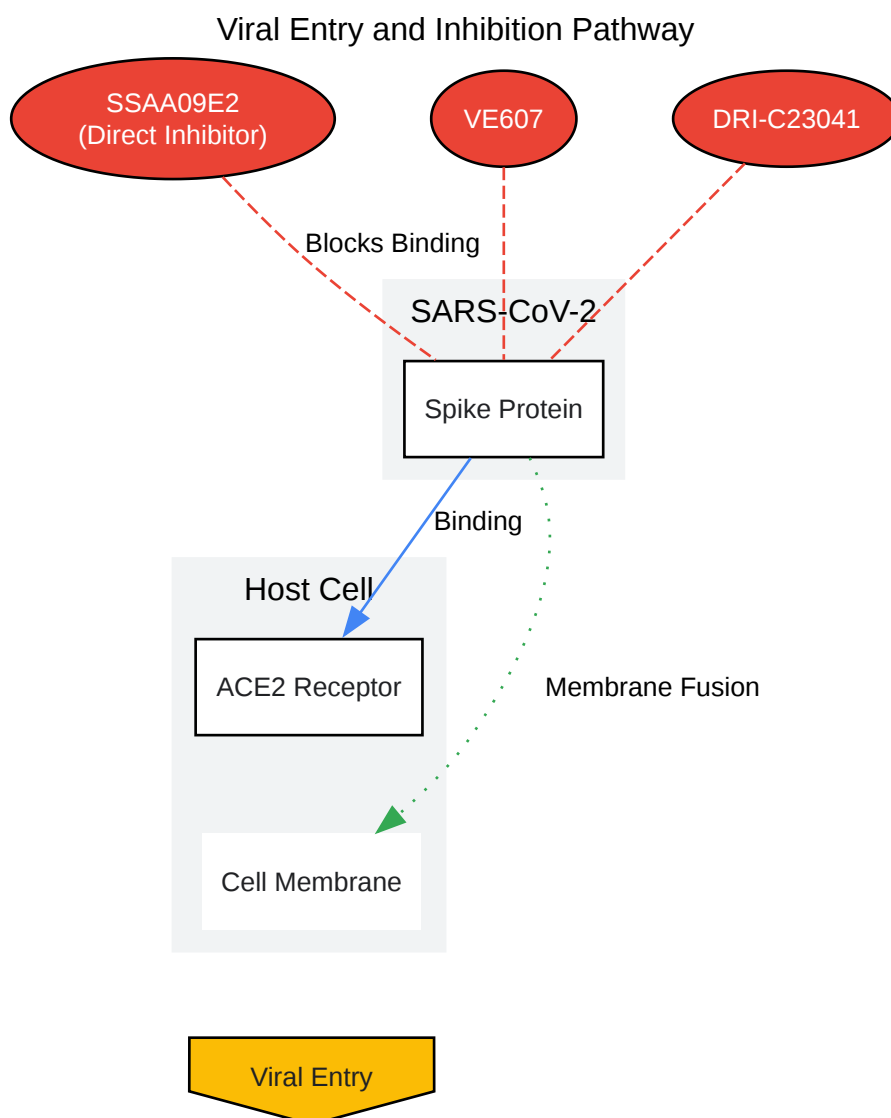 Viral Entry and Inhibition Pathway
SSAA09E2
(Direct Inhibitor)
VE607
DRI-C23041
Blocks Binding
SARS-CoV-2
Spike Protein
Binding
Host Cell
ACE2 Receptor
Membrane Fusion
Cell Membrane
Viral Entry